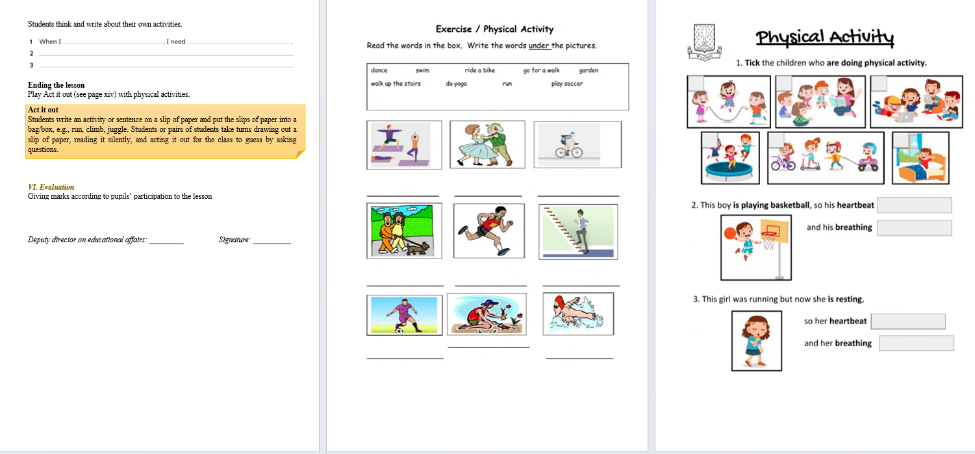 Students think and write about their own activities.
1 When I ____________, I need ____________.
2 ____________
3 ____________
Ending the lesson
Play Act it out (see page xiv) with physical activities.
Act it out
Students write an activity or sentence on a slip of paper and put the slips of paper into a
bag/box, e.g., run, climb, juggle. Students or pairs of students take turns drawing out a
slip of paper, reading it silently, and acting it out for the class to guess by asking
questions.
VI. Evaluation
Giving marks according to pupils' participation to the lesson
Deputy director on educational affairs: ________ Signature: ________
Exercise / Physical Activity
Read the words in the box. Write the words under the pictures.
dance swim ride a bike go for a walk garden
walk up the stairs do yoga run play soccer
Physical Activity
1. Tick the children who are doing physical activity.
2. This boy is playing basketball, so his heartbeat
and his breathing
3. This girl was running but now she is resting,
so her heartbeat
and her breathing